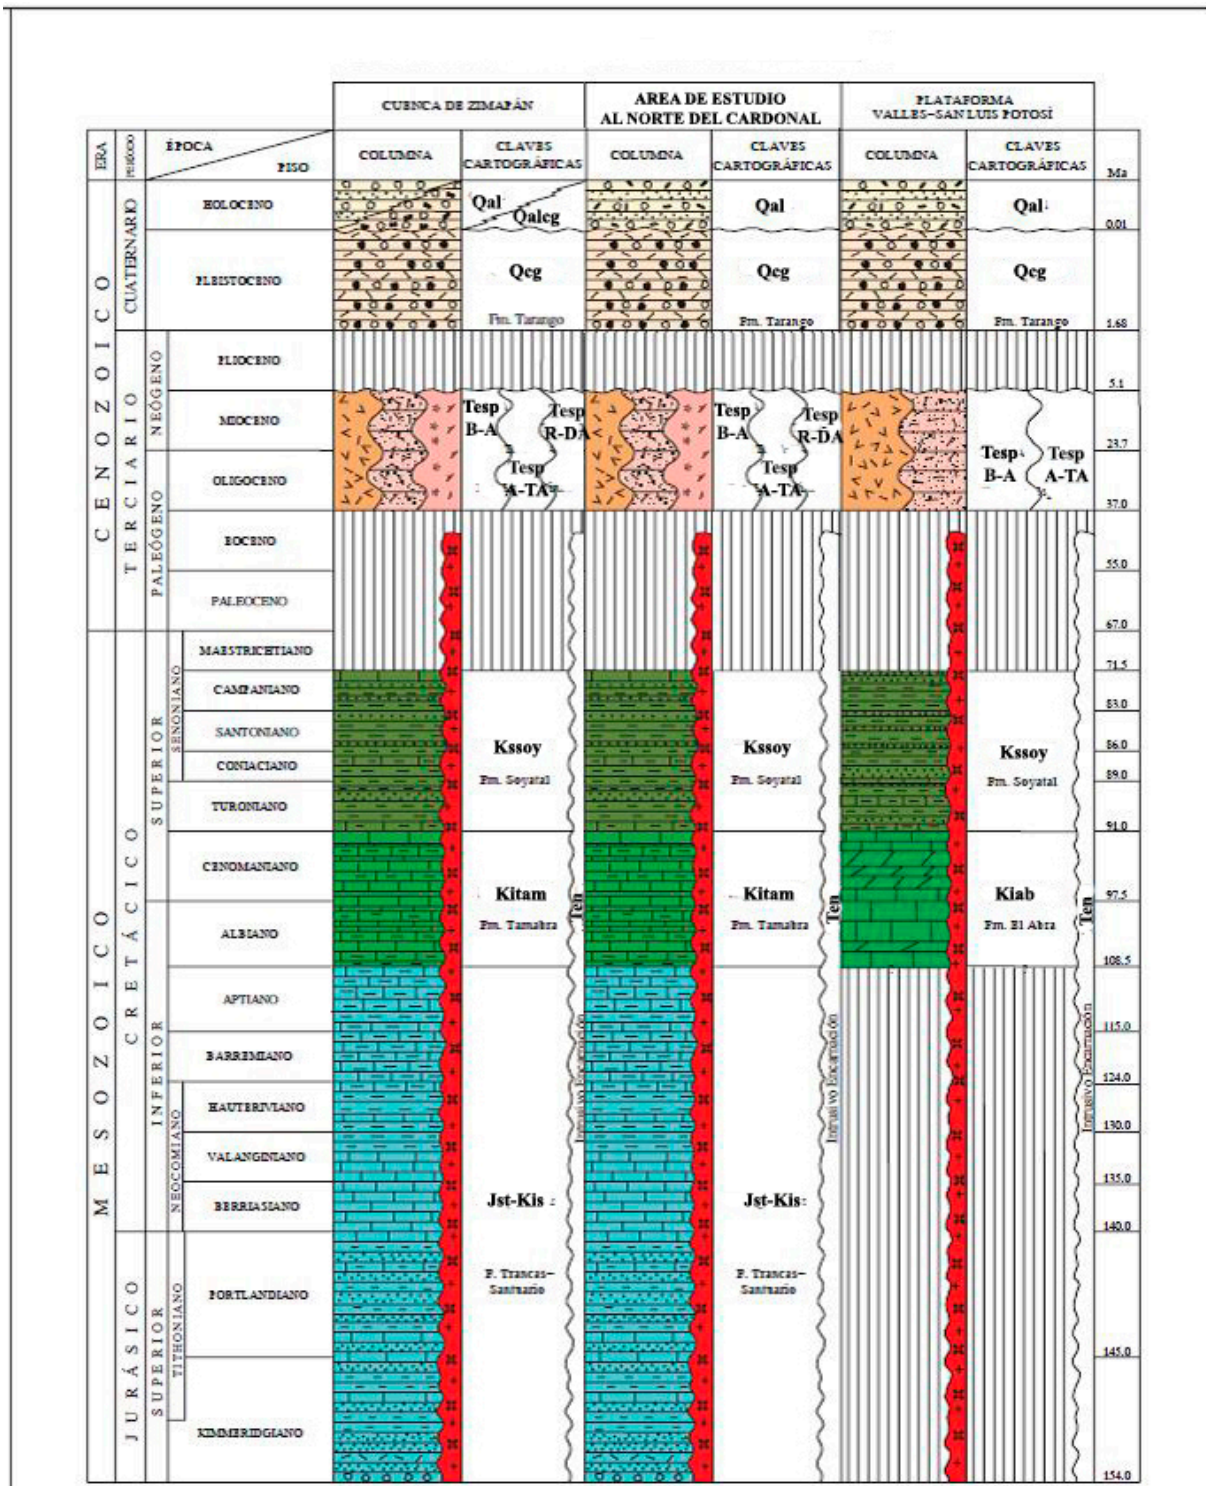 CUENCA DE ZIMAPÁN
AREA DE ESTUDIO
AL NORTE DEL CARDONAL
PLATAFORMA
VALLES-SAN LUIS POTOSÍ
ERA
PERIÓDO
ÉPOCA
PISO
COLUMNA
CLAVES
CARTOGRÁFICAS
COLUMNA
CLAVES
CARTOGRÁFICAS
COLUMNA
CLAVES
CARTOGRÁFICAS
Ma
CENOZOICO
CUATERNARIO
HOLOCENO
Qal
Qalcg
Qal
Qal
0.01
PLEISTOCENO
Qcg
Fm. Tarango
Qcg
Fm. Tarango
Qcg
Fm. Tarango
1.68
TERCIARIO
NEÓGENO
PLIOCENO
5.1
MIOCENO
Tesp
B-A
Tesp
R-DA
Tesp
A-TA
Tesp
B-A
Tesp
R-DA
Tesp
A-TA
Tesp
B-A
Tesp
A-TA
23.7
PALEÓGENO
OLIGOCENO
37.0
EOCENO
55.0
PALEOCENO
67.0
MESOZOICO
CRETÁCICO
SUPERIOR
SENONIANO
MAESTRICHTIANO
71.5
CAMPANIANO
83.0
SANTONIANO
86.0
CONIACIANO
89.0
TURONIANO
91.0
Kssoy
Fm. Soyatal
Kssoy
Fm. Soyatal
Kssoy
Fm. Soyatal
CENOMANIANO
97.5
Kitam
Fm. Tamabra
Ten
Kitam
Fm. Tamabra
Ten
Kiab
Fm. El Abra
Ten
INFERIOR
ALBIANO
108.5
APTIANO
115.0
BARREMIANO
124.0
Intrusivo Encarnación
Intrusivo Encarnación
Intrusivo Encarnación
NEOCOMIANO
HAUTERIVIANO
130.0
VALANGINIANO
135.0
BERRIASIANO
140.0
Jst-Kis
F. Trancas-
Santuario
Jst-Kis
F. Trancas-
Santuario
JURÁSICO
SUPERIOR
TITHONIANO
PORTLANDIANO
145.0
KIMMERIDGIANO
154.0